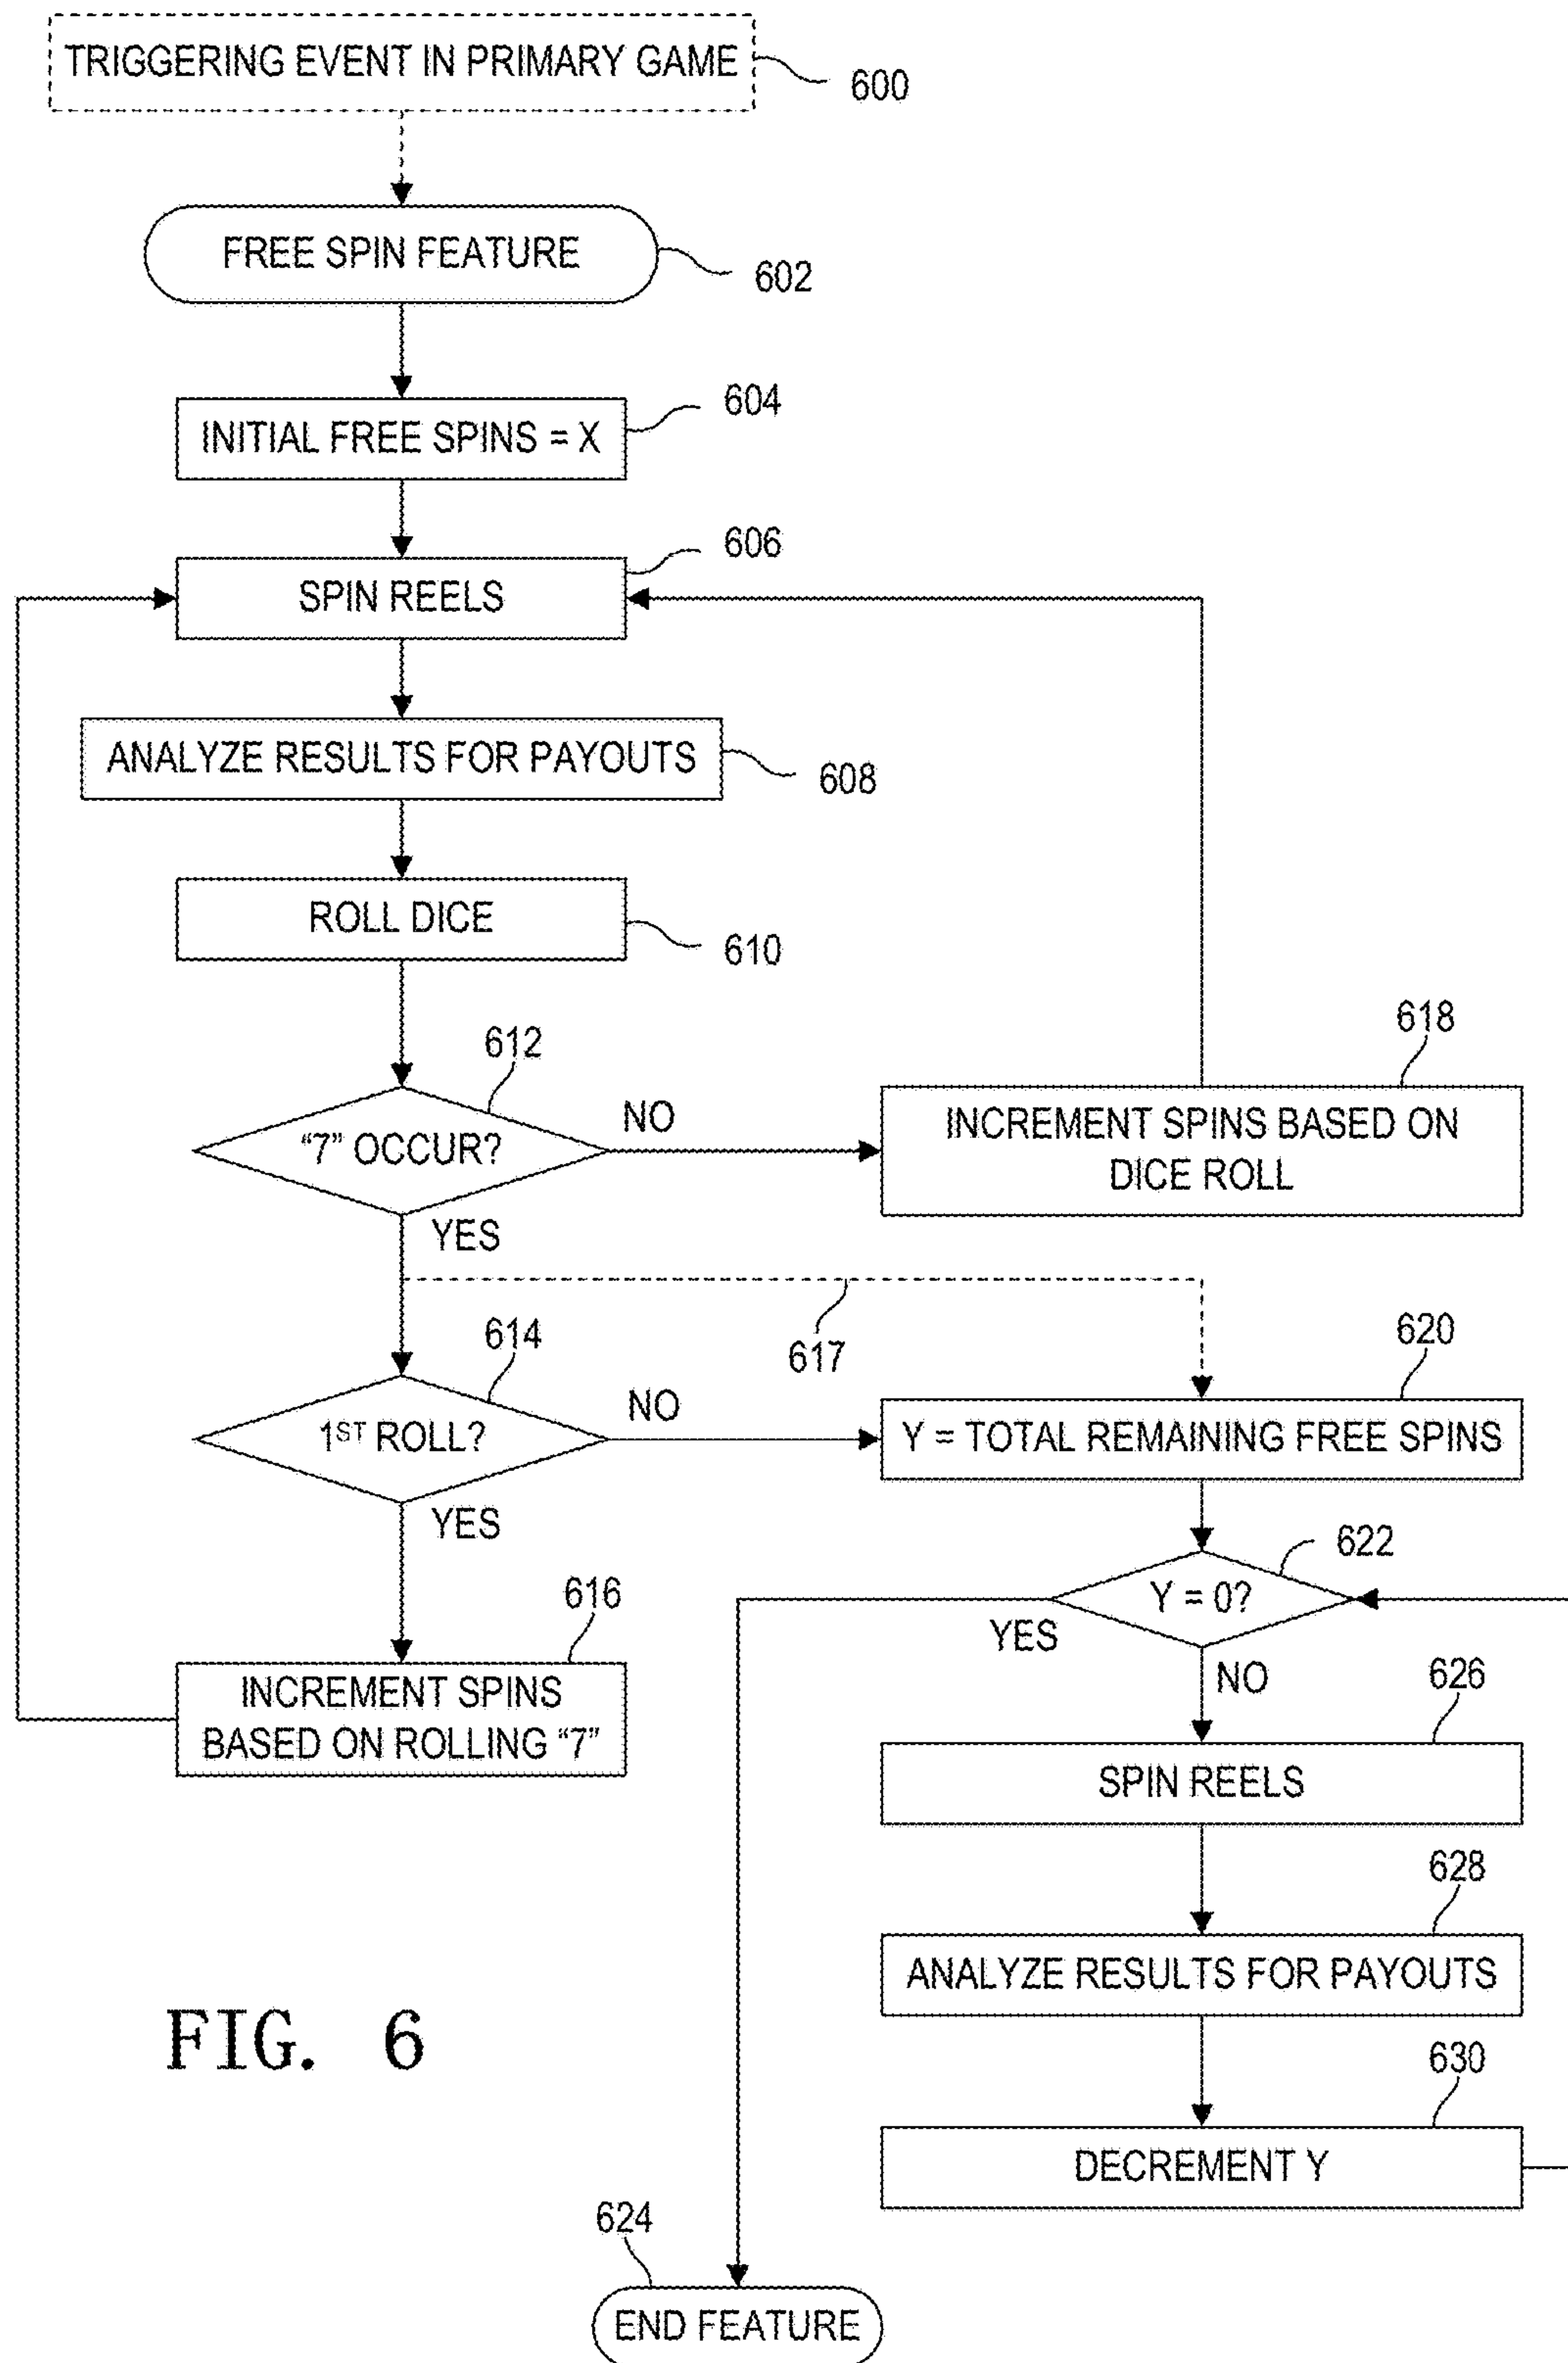 TRIGGERING EVENT IN PRIMARY GAME
600
FREE SPIN FEATURE
602
604
INITIAL FREE SPINS = X
606
SPIN REELS
ANALYZE RESULTS FOR PAYOUTS
608
ROLL DICE
610
612
"7" OCCUR?
NO
YES
618
INCREMENT SPINS BASED ON
DICE ROLL
617
614
1ST ROLL?
NO
YES
620
Y = TOTAL REMAINING FREE SPINS
622
Y = 0?
YES
NO
616
INCREMENT SPINS
BASED ON ROLLING "7"
626
SPIN REELS
628
ANALYZE RESULTS FOR PAYOUTS
630
DECREMENT Y
624
END FEATURE
FIG. 6